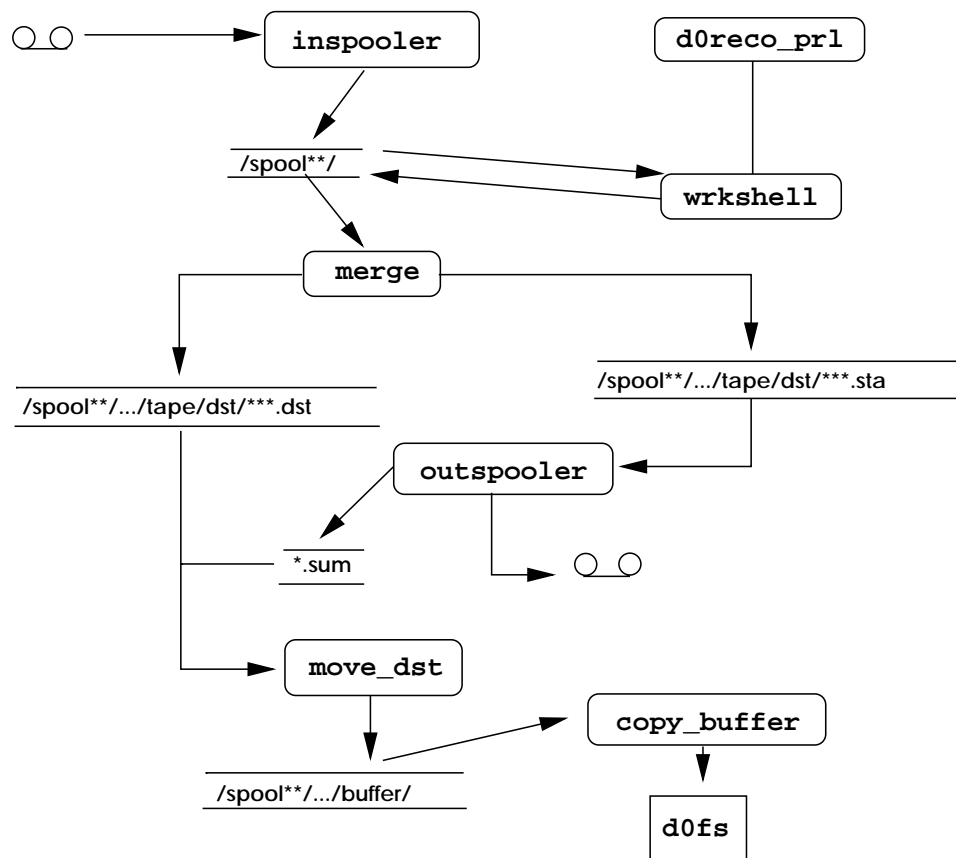 inspooler
d0reco_prl
/spool**/
wrkshell
merge
/spool**/.../tape/dst/***.sta
/spool**/.../tape/dst/***.dst
outspooler
*.sum
move_dst
copy_buffer
/spool**/.../buffer/
d0fs